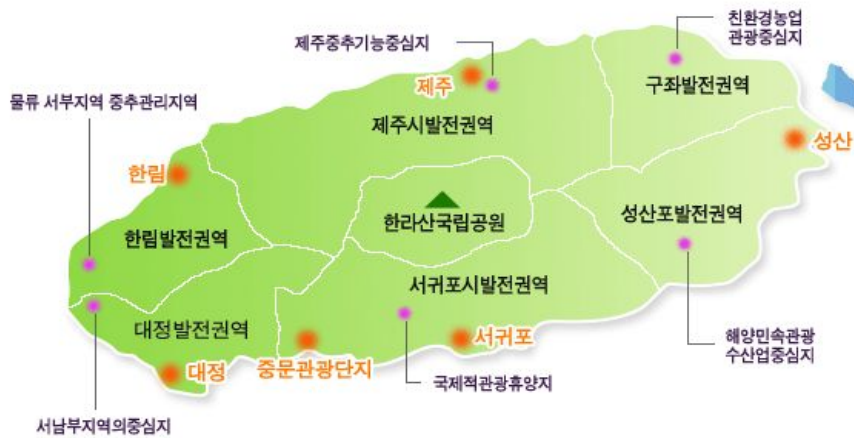 친환경농업
관광중심지
제주중추기능중심지
제주
구좌발전권역
물류 서부지역 중추관리지역
제주시발전권역
성산
한림
한라산국립공원
성산포발전권역
한림발전권역
서귀포시발전권역
대정발전권역
서귀포
해양민속관광
수산업중심지
대정
중문관광단지
국제적관광휴양지
서남부지역의중심지